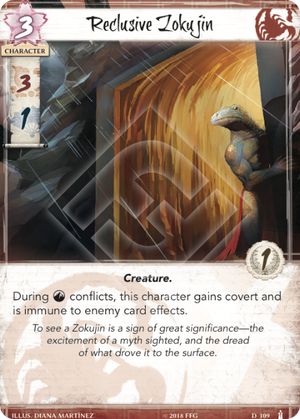 3
Reclusive Zokujin
CHARACTER
3
1
1
Creature.
During conflicts, this character gains covert and
is immune to enemy card effects.
To see a Zokujin is a sign of great significance—the
excitement of a myth sighted, and the dread
of what drove it to the surface.
ILLUS. DIANA MARTÍNEZ
© 2018 FFG
D 109